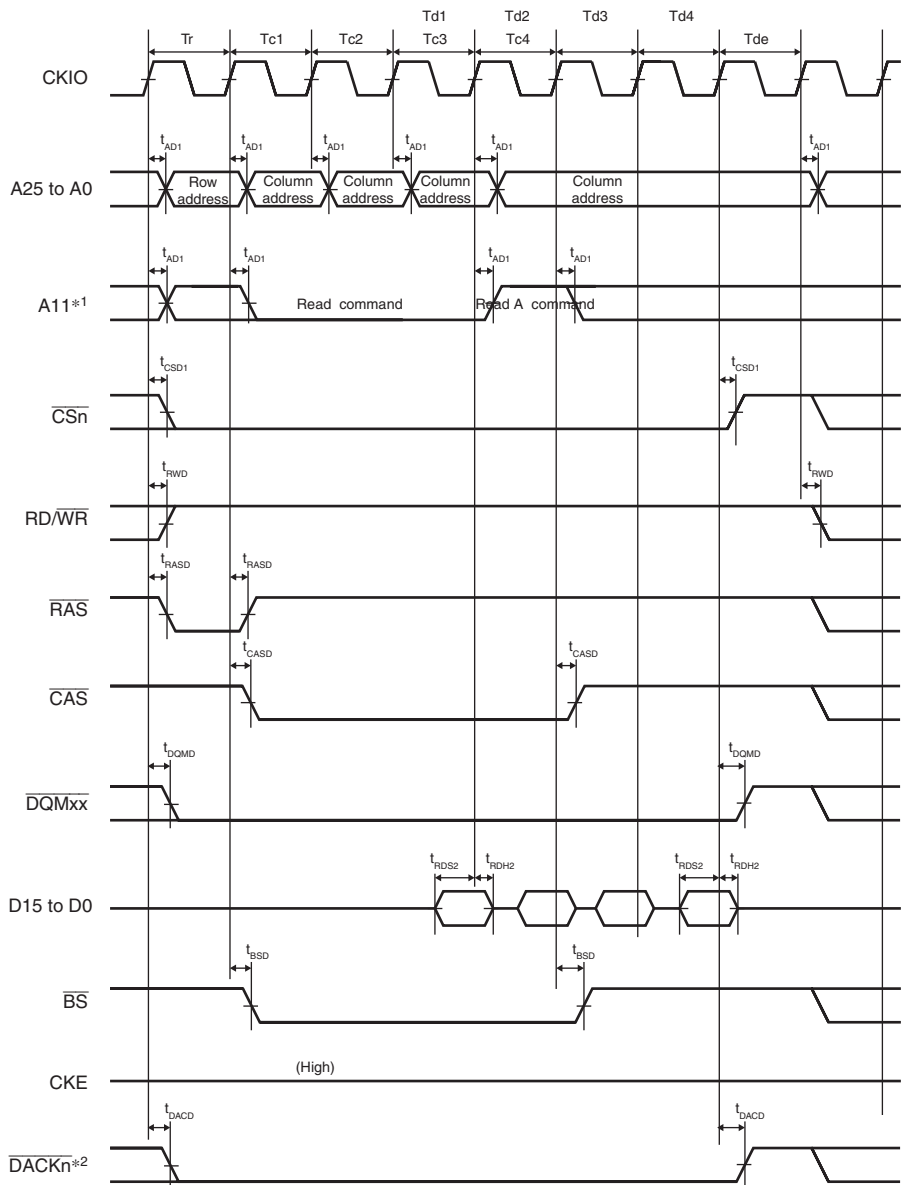 Td1 Td2 Td3 Td4
Tr Tc1 Tc2 Tc3 Tc4 Tde
CKIO
tAD1 tAD1 tAD1 tAD1 tAD1 tAD1
A25 to A0
Row address
Column address
Column address
Column address
Column address
tAD1 tAD1 tAD1 tAD1
A11*1
Read command
Read A command
tCSD1 tCSD1
CSn
tRWD tRWD
RD/WR
tRASD tRASD
RAS
tCASD tCASD
CAS
tDQMD tDQMD
DQMxx
tRDS2 tRDH2 tRDS2 tRDH2
D15 to D0
tBSD tBSD
BS
(High)
CKE
tDACD tDACD
DACKn*2